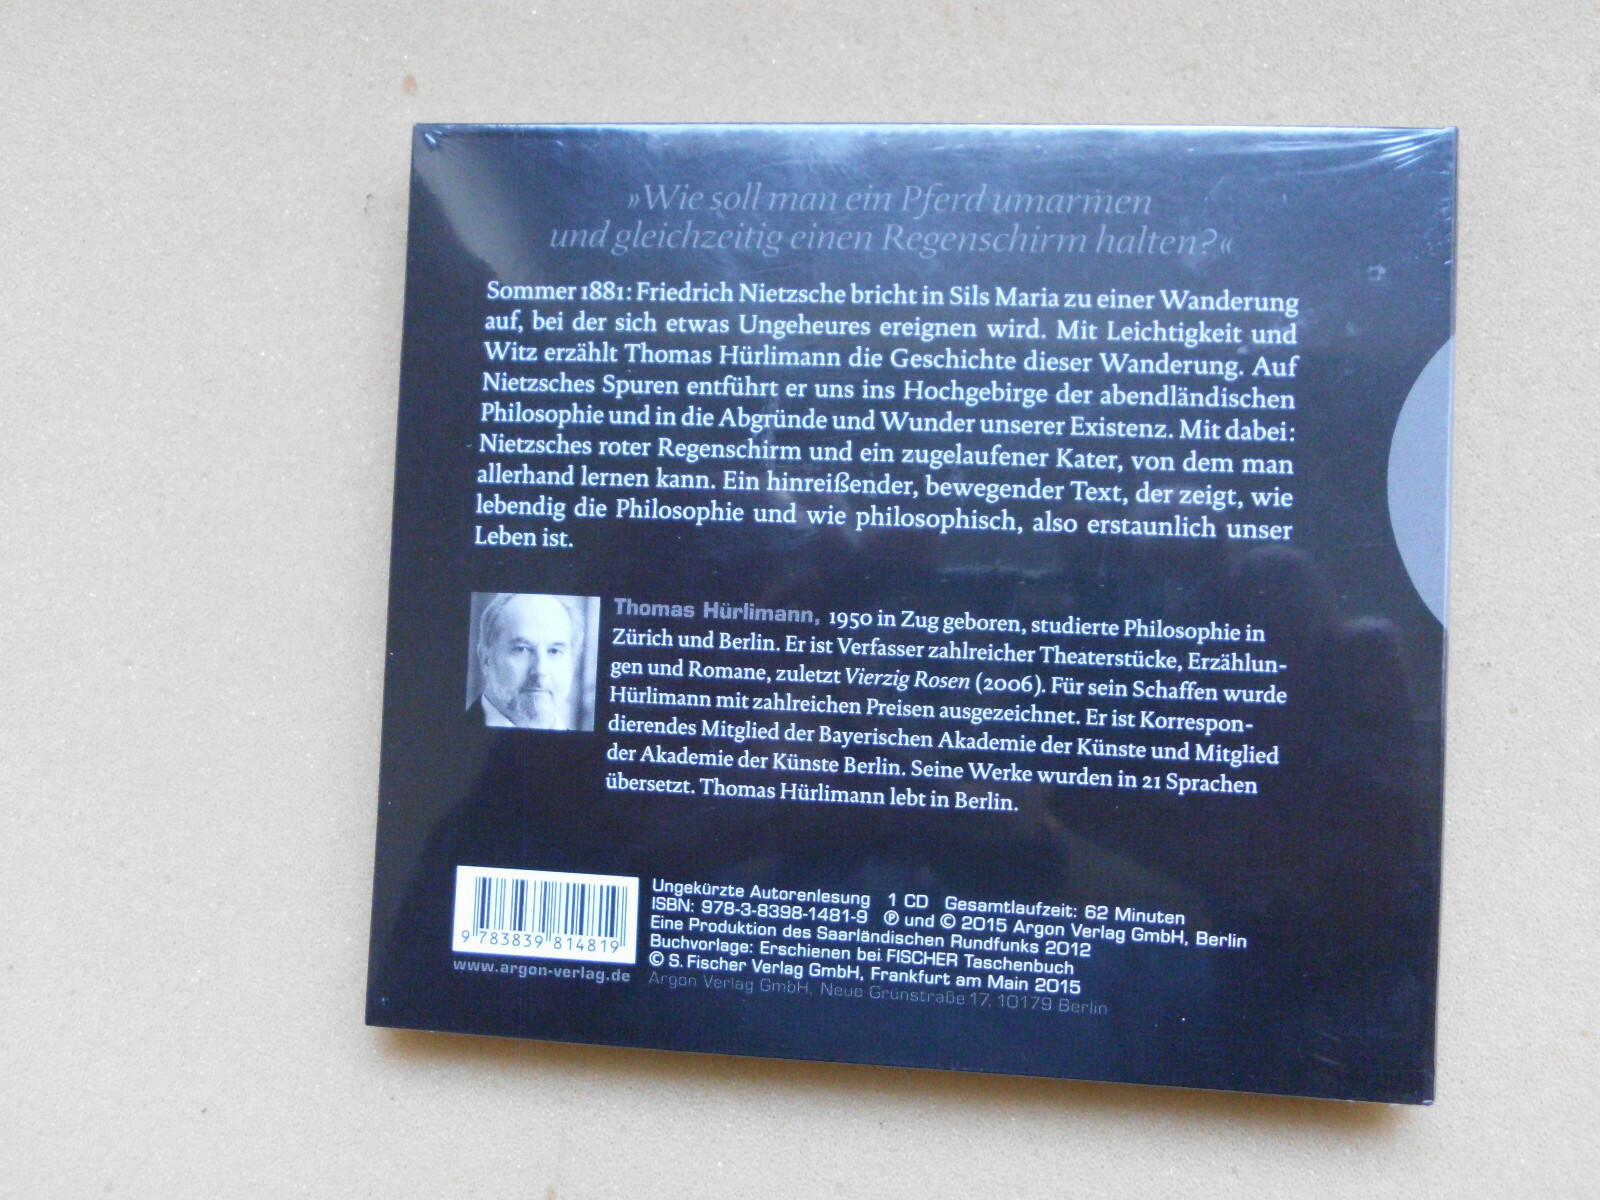 »Wie soll man ein Pferd umarmen
und gleichzeitig einen Regenschirm halten?«
Sommer 1881: Friedrich Nietzsche bricht in Sils Maria zu einer Wanderung
auf, bei der sich etwas Ungeheures ereignen wird. Mit Leichtigkeit und
Witz erzählt Thomas Hürlimann die Geschichte dieser Wanderung. Auf
Nietzsches Spuren entführt er uns ins Hochgebirge der abendländischen
Philosophie und in die Abgründe und Wunder unserer Existenz. Mit dabei:
Nietzsches roter Regenschirm und ein zugelaufener Kater, von dem man
allerhand lernen kann. Ein hinreißender, bewegender Text, der zeigt, wie
lebendig die Philosophie und wie philosophisch, also erstaunlich unser
Leben ist.
Thomas Hürlimann, 1950 in Zug geboren, studierte Philosophie in
Zürich und Berlin. Er ist Verfasser zahlreicher Theaterstücke, Erzählun-
gen und Romane, zuletzt Vierzig Rosen (2006). Für sein Schaffen wurde
Hürlimann mit zahlreichen Preisen ausgezeichnet. Er ist Korrespon-
dierendes Mitglied der Bayerischen Akademie der Künste und Mitglied
der Akademie der Künste Berlin. Seine Werke wurden in 21 Sprachen
übersetzt. Thomas Hürlimann lebt in Berlin.
9 783839 814819
www.argon-verlag.de
Ungekürzte Autorenlesung 1 CD Gesamtlaufzeit: 62 Minuten
ISBN: 978-3-8398-1481-9 ℗ und © 2015 Argon Verlag GmbH, Berlin
Eine Produktion des Saarländischen Rundfunks 2012
Buchvorlage: Erschienen bei FISCHER Taschenbuch
© S. Fischer Verlag GmbH, Frankfurt am Main 2015
Argon Verlag GmbH, Neue Grünstraße 17, 10179 Berlin